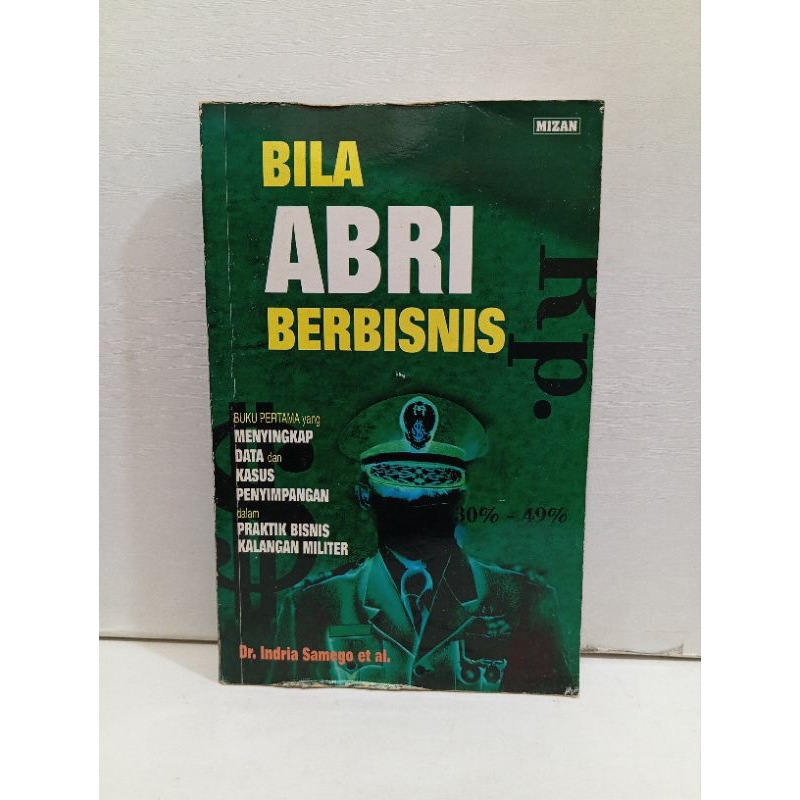 MIZAN
BILA
ABRI
BERBISNIS
Rp.
$
BUKU PERTAMA yang
MENYINGKAP
DATA dan
KASUS
PENYIMPANGAN
dalam
PRAKTIK BISNIS
KALANGAN MILITER
30% - 49%
Dr. Indria Samego et al.